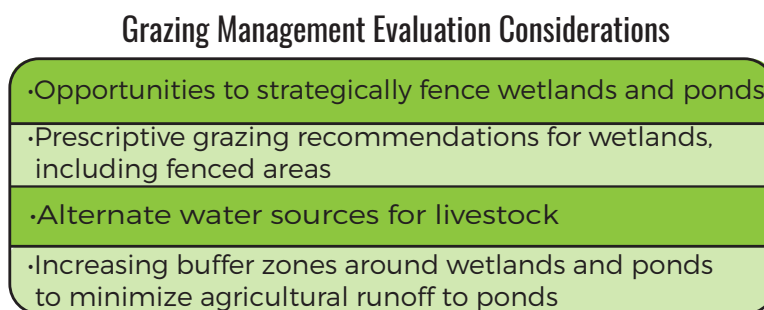 Grazing Management Evaluation Considerations
·Opportunities to strategically fence wetlands and ponds
·Prescriptive grazing recommendations for wetlands,
including fenced areas
·Alternate water sources for livestock
·Increasing buffer zones around wetlands and ponds
to minimize agricultural runoff to ponds